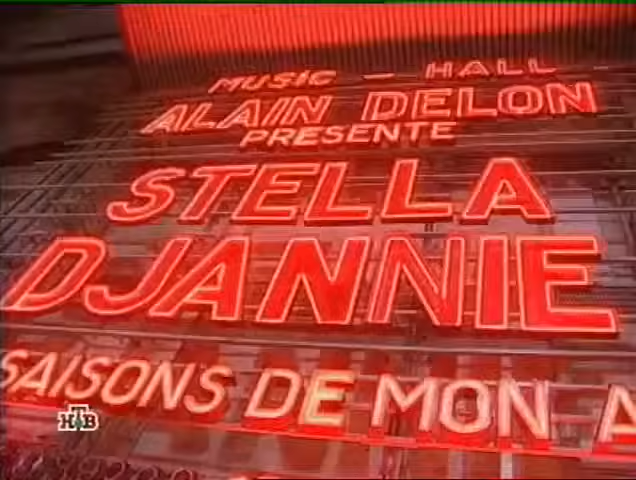 MUSIC - HALL
ALAIN DELON
PRESENTE
STELLA
DJANNIE
SAISONS DE MON A
НТВ